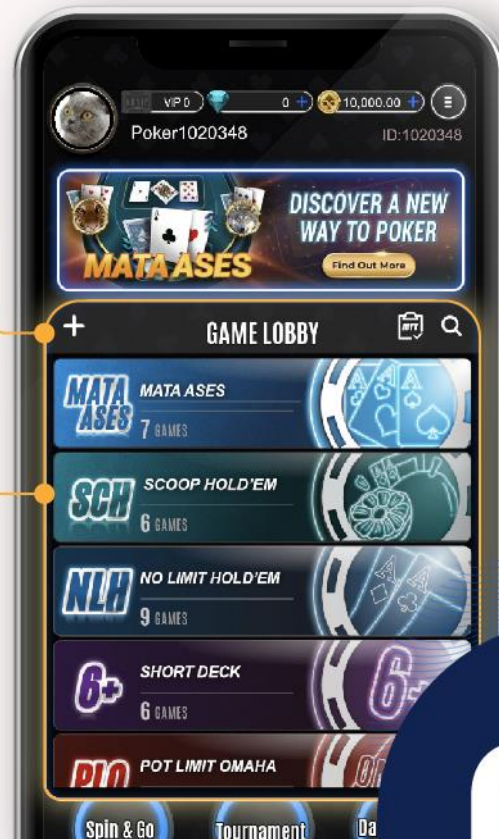 VIP 0
0
10,000.00
Poker1020348
ID:1020348
DISCOVER A NEW
WAY TO POKER
MATA ASES
Find Out More
GAME LOBBY
MTT
MATA
ASES
MATA ASES
7 GAMES
SCH
SCOOP HOLD'EM
6 GAMES
NLH
NO LIMIT HOLD'EM
9 GAMES
6+
SHORT DECK
6 GAMES
6+
PLO
POT LIMIT OMAHA
Spin & Go
Tournament